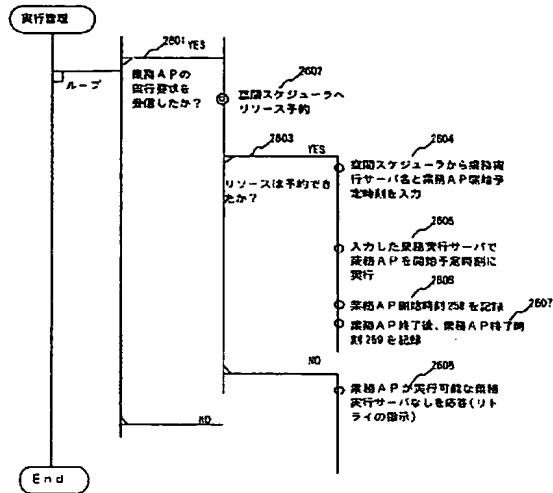 実行管理
2601
YES
ループ
業務APの
実行要求を
受信したか?
2602
空間スケジューラへ
リソース予約
2603
YES
リソースは予約でき
たか?
2604
空間スケジューラから業務実
行サーバ名と業務AP開始予
定時刻を入力
2605
入力した業務実行サーバで
業務APを開始予定時刻に
実行
2606
業務AP開始時刻258を記録
2607
業務AP終了後、業務AP終了時
刻259を記録
NO
2608
業務APが実行可能な業務
実行サーバなしを応答(リト
ライの指示)
NO
End